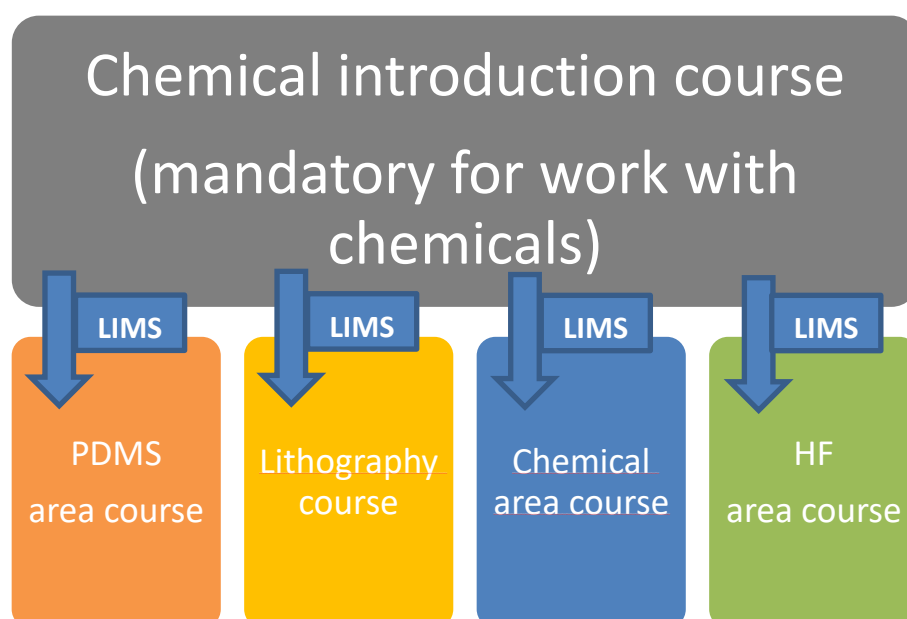 Chemical introduction course
(mandatory for work with
chemicals)
LIMS
LIMS
LIMS
LIMS
PDMS
area course
Lithography
course
Chemical
area course
HF
area course